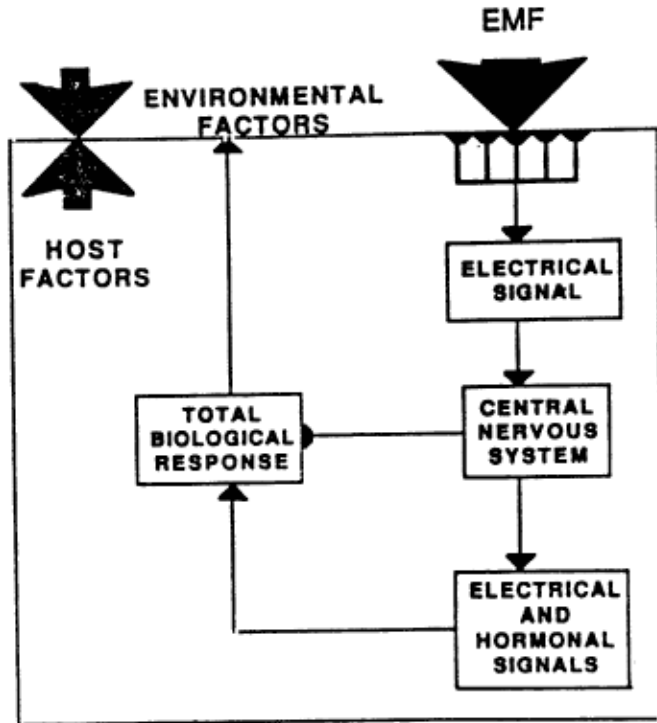 EMF
ENVIRONMENTAL
FACTORS
HOST
FACTORS
ELECTRICAL
SIGNAL
TOTAL
BIOLOGICAL
RESPONSE
CENTRAL
NERVOUS
SYSTEM
ELECTRICAL
AND
HORMONAL
SIGNALS